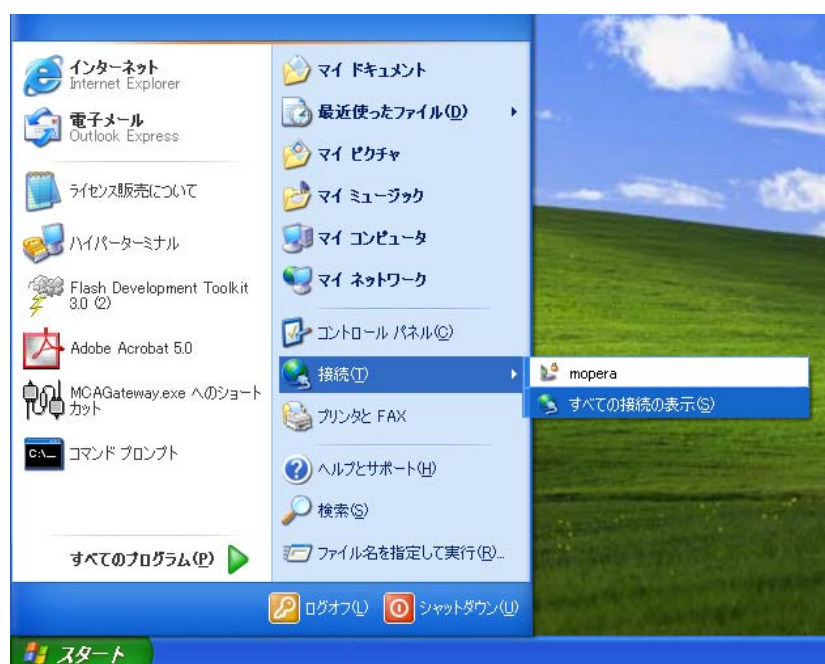 インターネット
Internet Explorer
電子メール
Outlook Express
ライセンス販売について
ハイパーターミナル
Flash Development Toolkit
3.0 (2)
Adobe Acrobat 5.0
MCAGateway.exe へのショート
カット
コマンド プロンプト
すべてのプログラム(P)
マイ ドキュメント
最近使ったファイル(D)
マイ ピクチャ
マイ ミュージック
マイ コンピュータ
マイ ネットワーク
コントロール パネル(C)
接続(T)
プリンタと FAX
ヘルプとサポート(H)
検索(S)
ファイル名を指定して実行(R)...
mopera
すべての接続の表示(S)
ログオフ(L)
シャットダウン(U)
スタート
C:\_